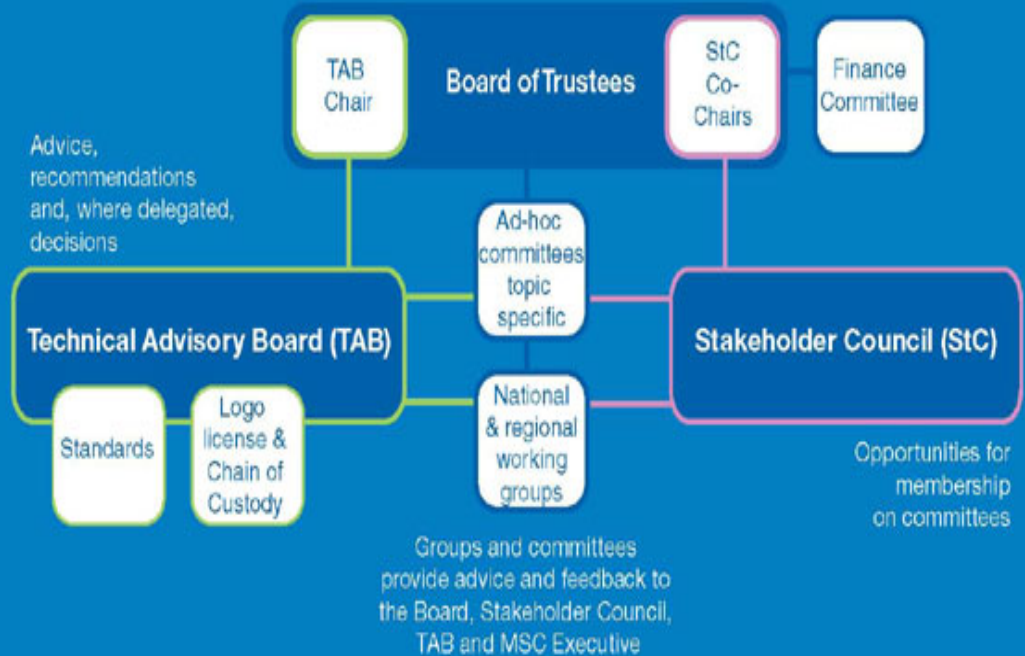 TAB
Chair
Board of Trustees
StC
Co-
Chairs
Finance
Committee
Advice,
recommendations
and, where delegated,
decisions
Ad-hoc
committees
topic
specific
Technical Advisory Board (TAB)
Stakeholder Council (StC)
Standards
Logo
license &
Chain of
Custody
National
& regional
working
groups
Opportunities for
membership
on committees
Groups and committees
provide advice and feedback to
the Board, Stakeholder Council,
TAB and MSC Executive